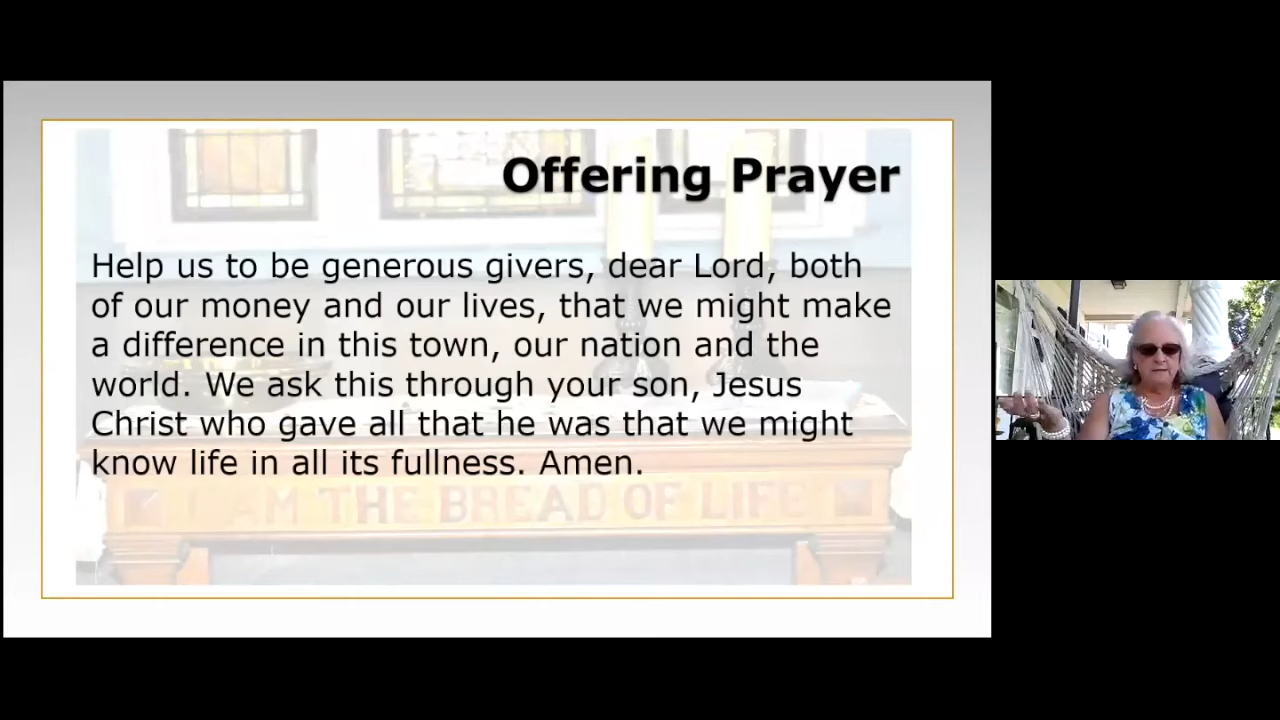 Offering Prayer
Help us to be generous givers, dear Lord, both
of our money and our lives, that we might make
a difference in this town, our nation and the
world. We ask this through your son, Jesus
Christ who gave all that he was that we might
know life in all its fullness. Amen.
I AM THE BREAD OF LIFE